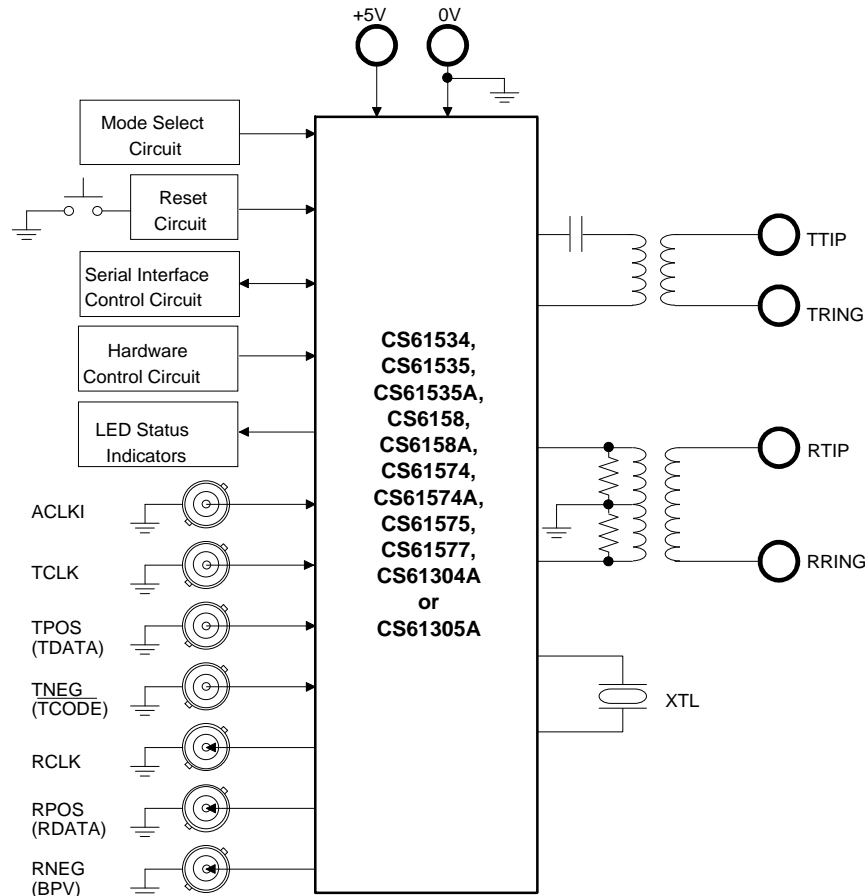 +5V
0V
Mode Select
Circuit
Reset
Circuit
Serial Interface
Control Circuit
Hardware
Control Circuit
LED Status
Indicators
ACLKI
TCLK
TPOS
(TDATA)
TNEG
(TCODE)
RCLK
RPOS
(RDATA)
RNEG
(BPV)
CS61534,
CS61535,
CS61535A,
CS6158,
CS6158A,
CS61574,
CS61574A,
CS61575,
CS61577,
CS61304A
or
CS61305A
TTIP
TRING
RTIP
RRING
XTL